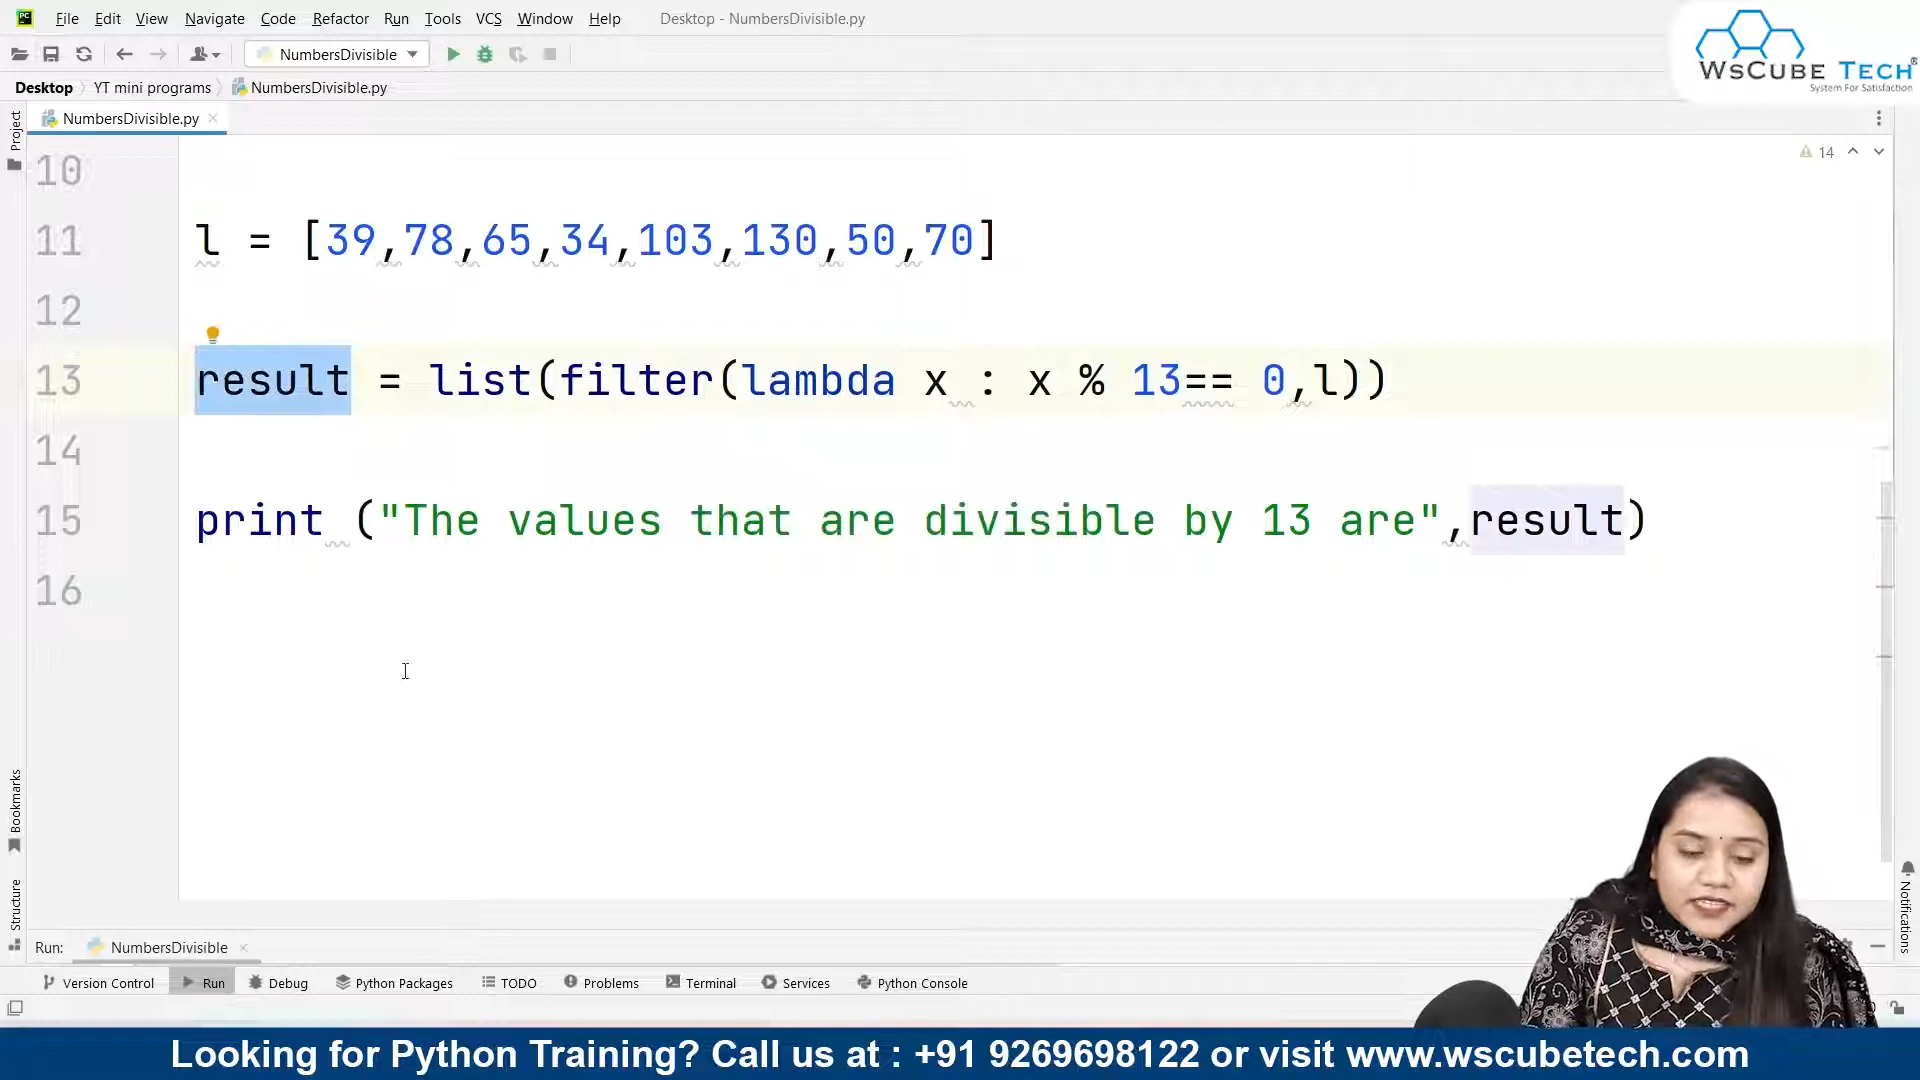 File Edit View Navigate Code Refactor Run Tools VCS Window Help Desktop - NumbersDivisible.py
NumbersDivisible
WsCUBE TECH®
System For Satisfaction
Desktop YT mini programs NumbersDivisible.py
NumbersDivisible.py
Project
14
10
11 l = [39,78,65,34,103,130,50,70]
12
13 result = list(filter(lambda x : x % 13== 0,l))
14
15 print ("The values that are divisible by 13 are",result)
16
Bookmarks
Structure
Notifications
Run: NumbersDivisible
Version Control Run Debug Python Packages TODO Problems Terminal Services Python Console
Looking for Python Training? Call us at : +91 9269698122 or visit www.wscubetech.com